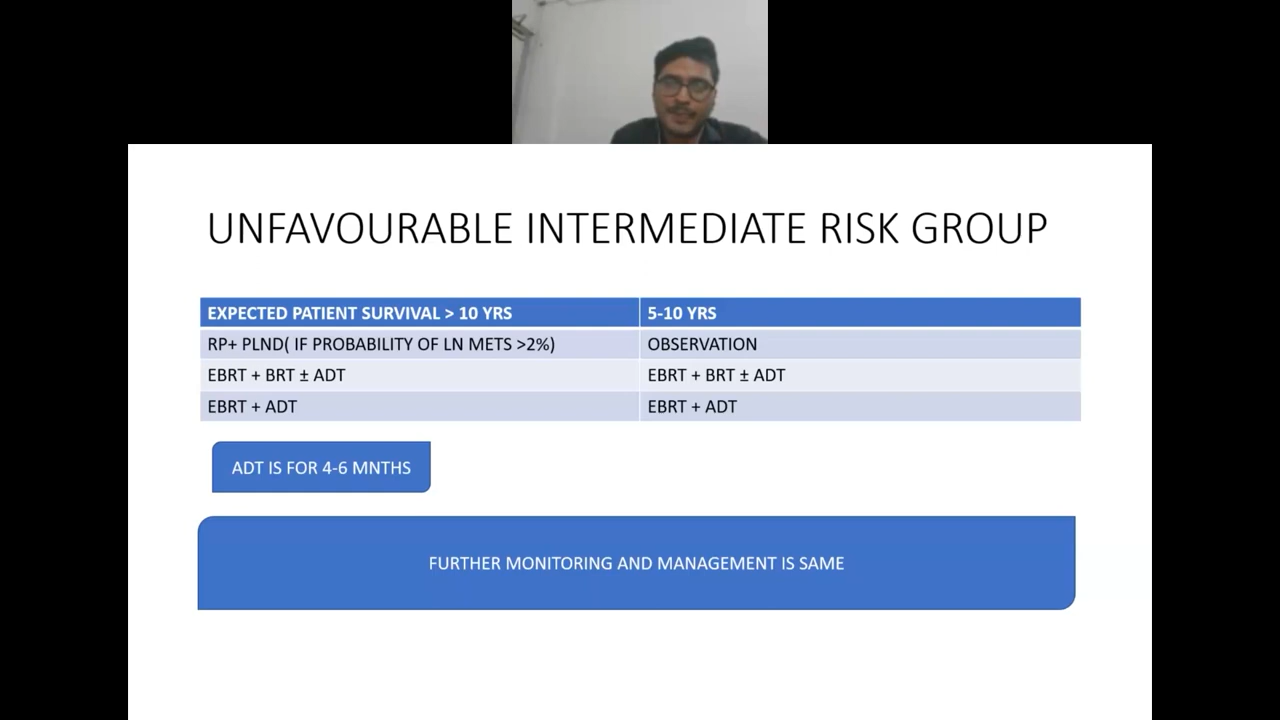 UNFAVOURABLE INTERMEDIATE RISK GROUP
EXPECTED PATIENT SURVIVAL > 10 YRS
5-10 YRS
RP+ PLND( IF PROBABILITY OF LN METS >2%)
OBSERVATION
EBRT + BRT ± ADT
EBRT + BRT ± ADT
EBRT + ADT
EBRT + ADT
ADT IS FOR 4-6 MNTHS
FURTHER MONITORING AND MANAGEMENT IS SAME